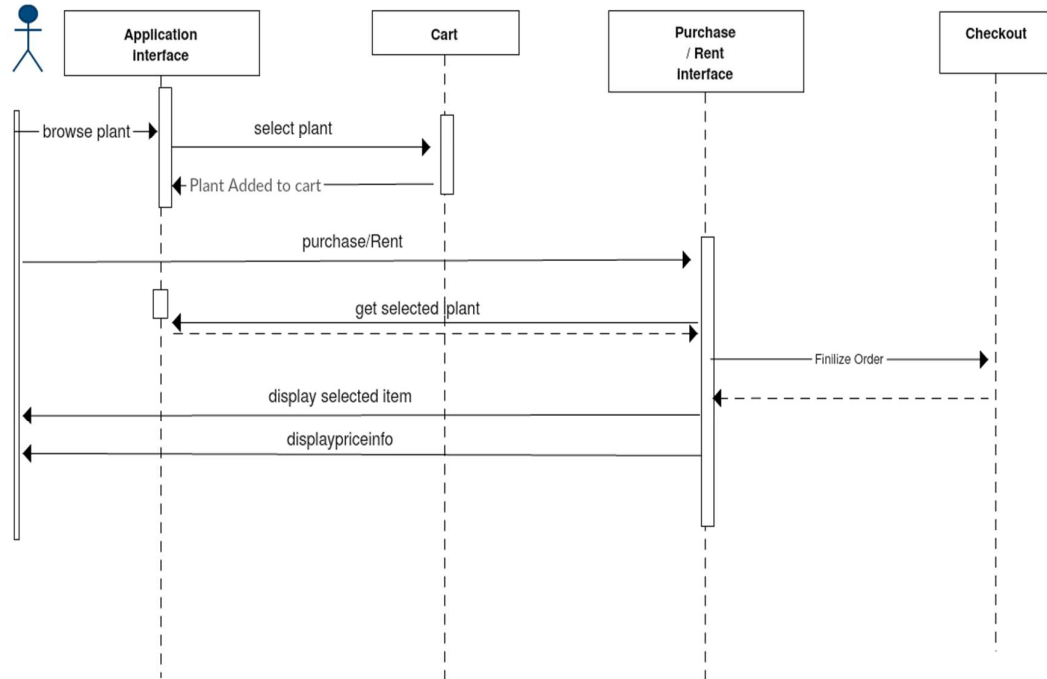 Application
interface
Cart
Purchase
/ Rent
interface
Checkout
browse plant
select plant
Plant Added to cart
purchase/Rent
get selected plant
Finilize Order
display selected item
displaypriceinfo